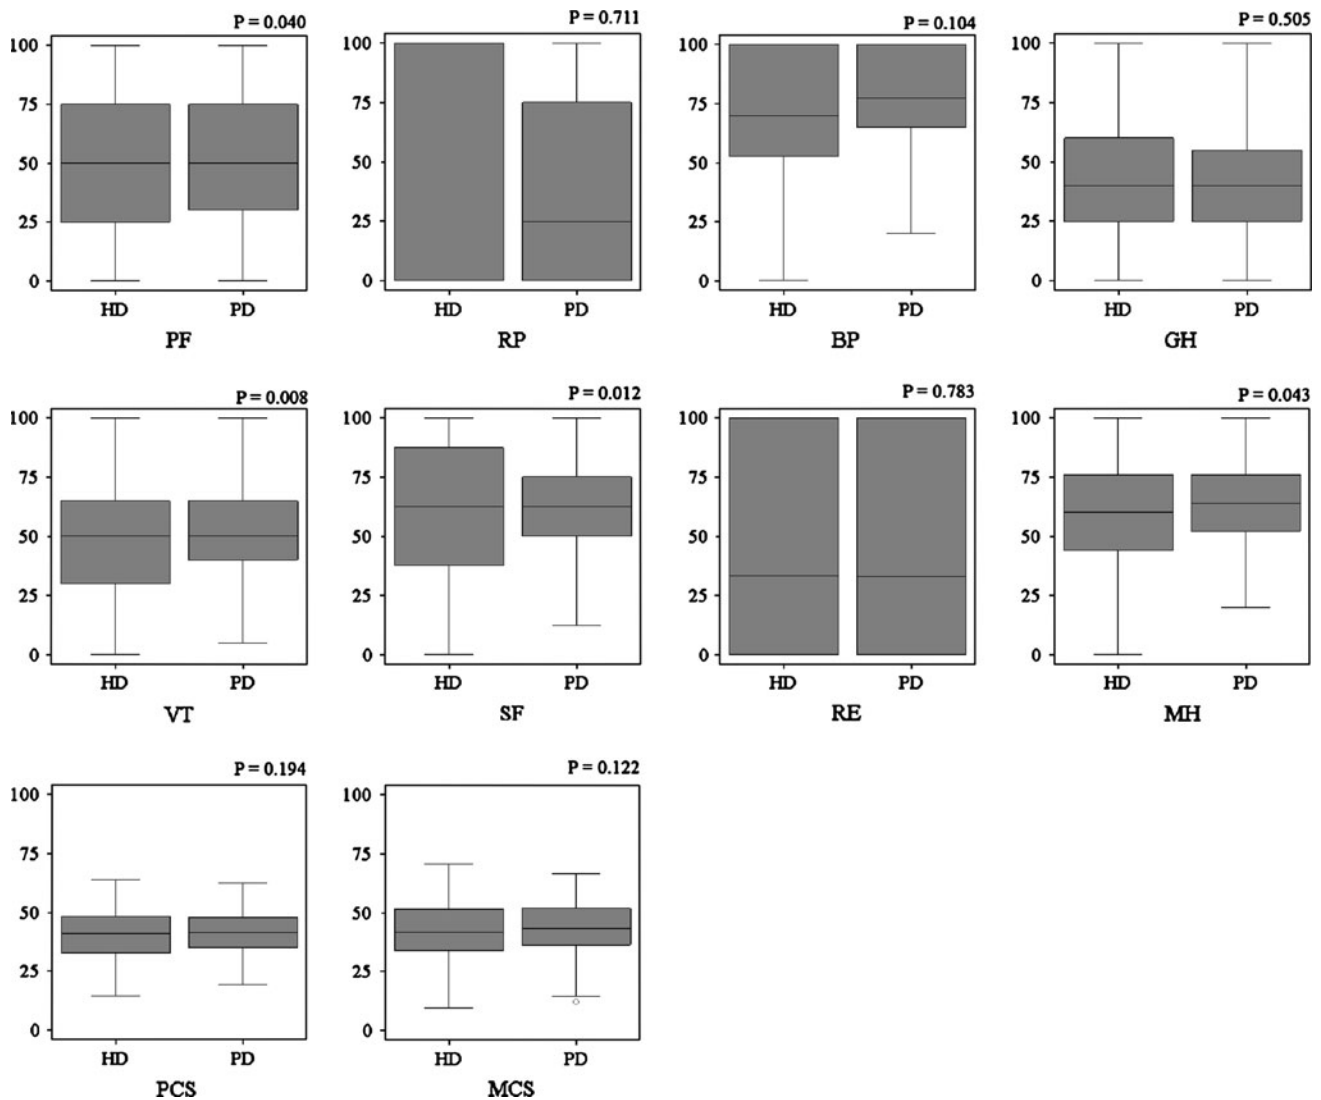 P = 0.040
100
75
50
25
0
HD PD
PF
P = 0.711
100
75
50
25
0
HD PD
RP
P = 0.104
100
75
50
25
0
HD PD
BP
P = 0.505
100
75
50
25
0
HD PD
GH
P = 0.008
100
75
50
25
0
HD PD
VT
P = 0.012
100
75
50
25
0
HD PD
SF
P = 0.783
100
75
50
25
0
HD PD
RE
P = 0.043
100
75
50
25
0
HD PD
MH
P = 0.194
100
75
50
25
0
HD PD
PCS
P = 0.122
100
75
50
25
0
HD PD
MCS